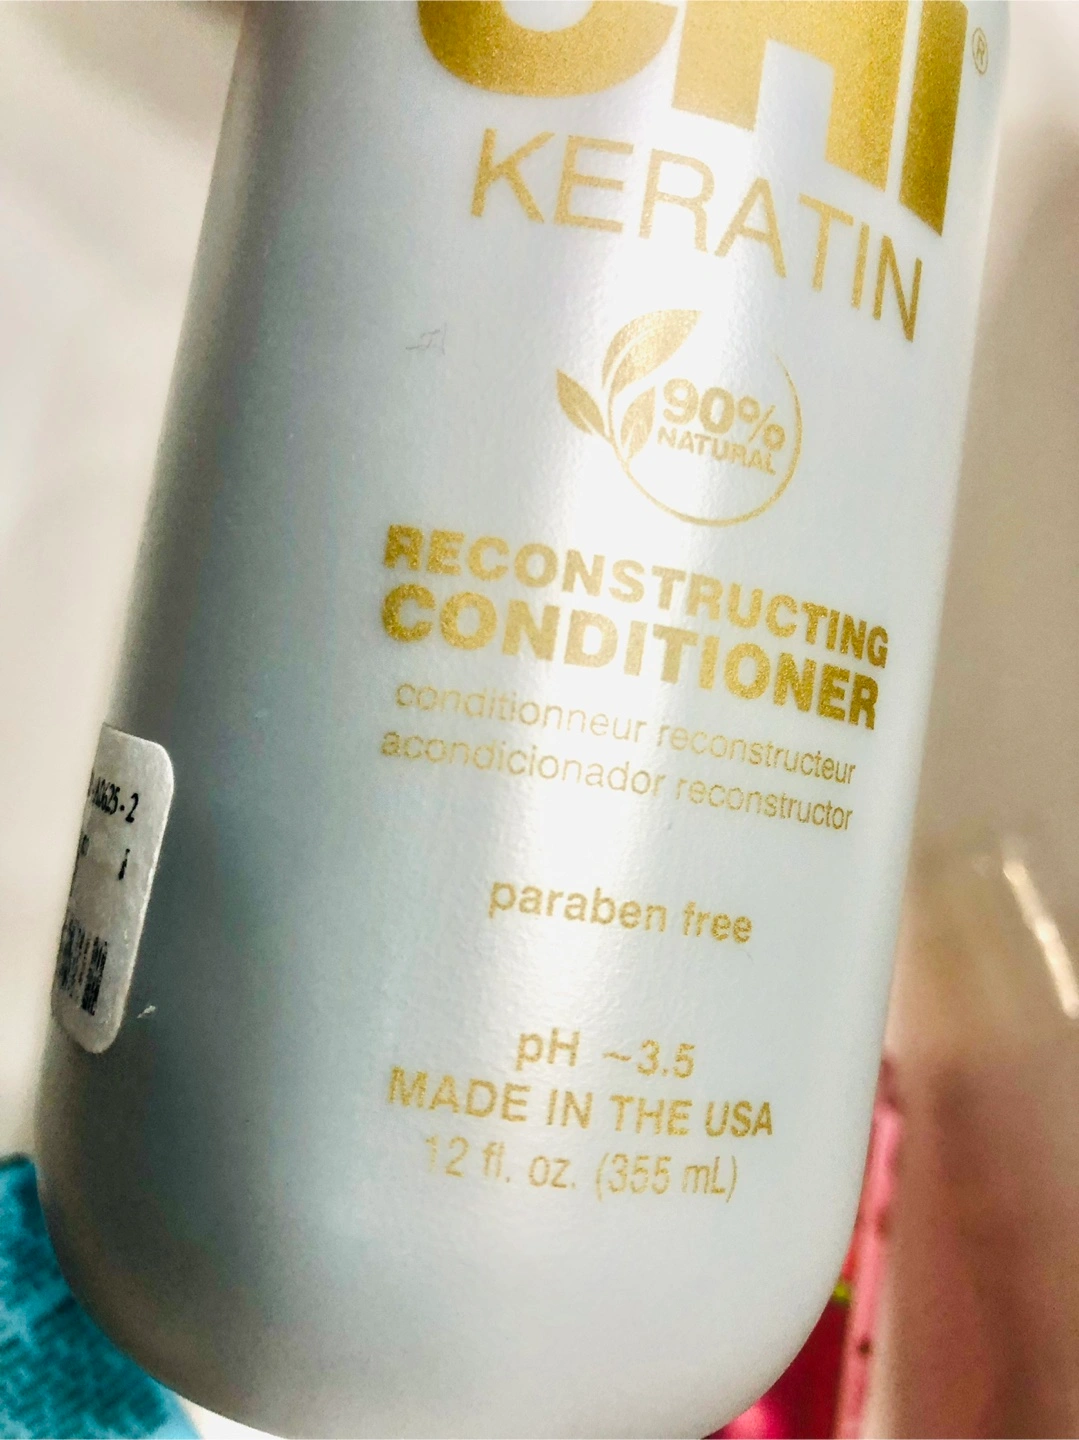 CHI®
KERATIN
90%
NATURAL
RECONSTRUCTING
CONDITIONER
conditionneur reconstructeur
acondicionador reconstructor
paraben free
pH ~3.5
MADE IN THE USA
12 fl. oz. (355 mL)